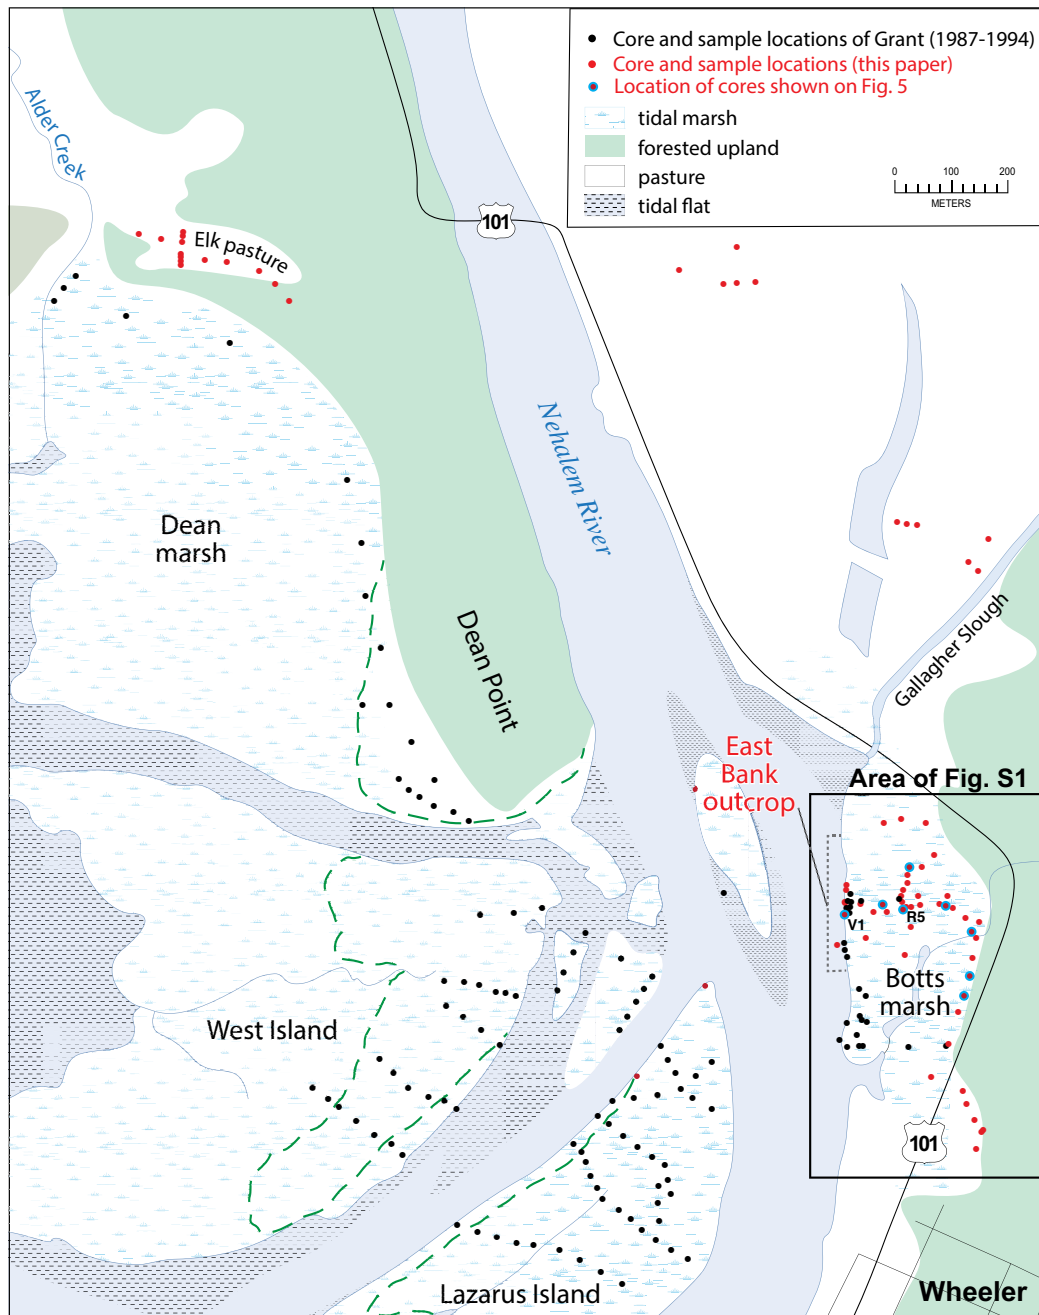 Core and sample locations of Grant (1987-1994)
Core and sample locations (this paper)
Location of cores shown on Fig. 5
tidal marsh
forested upland
pasture
tidal flat
0 100 200
METERS
Alder Creek
Elk pasture
101
Nehalem River
Dean
marsh
Dean Point
Gallagher Slough
East
Bank
outcrop
Area of Fig. S1
V1
R5
Botts
marsh
West Island
101
Lazarus Island
Wheeler